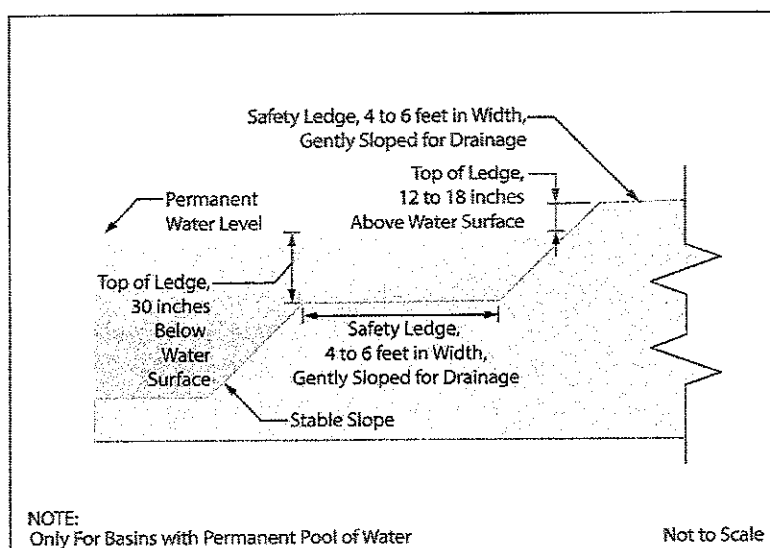 Safety Ledge, 4 to 6 feet in Width,
Gently Sloped for Drainage
Top of Ledge,
12 to 18 inches
Above Water Surface
Permanent
Water Level
Top of Ledge,
30 inches
Below
Water
Surface
Safety Ledge,
4 to 6 feet in Width,
Gently Sloped for Drainage
Stable Slope
NOTE:
Only For Basins with Permanent Pool of Water
Not to Scale